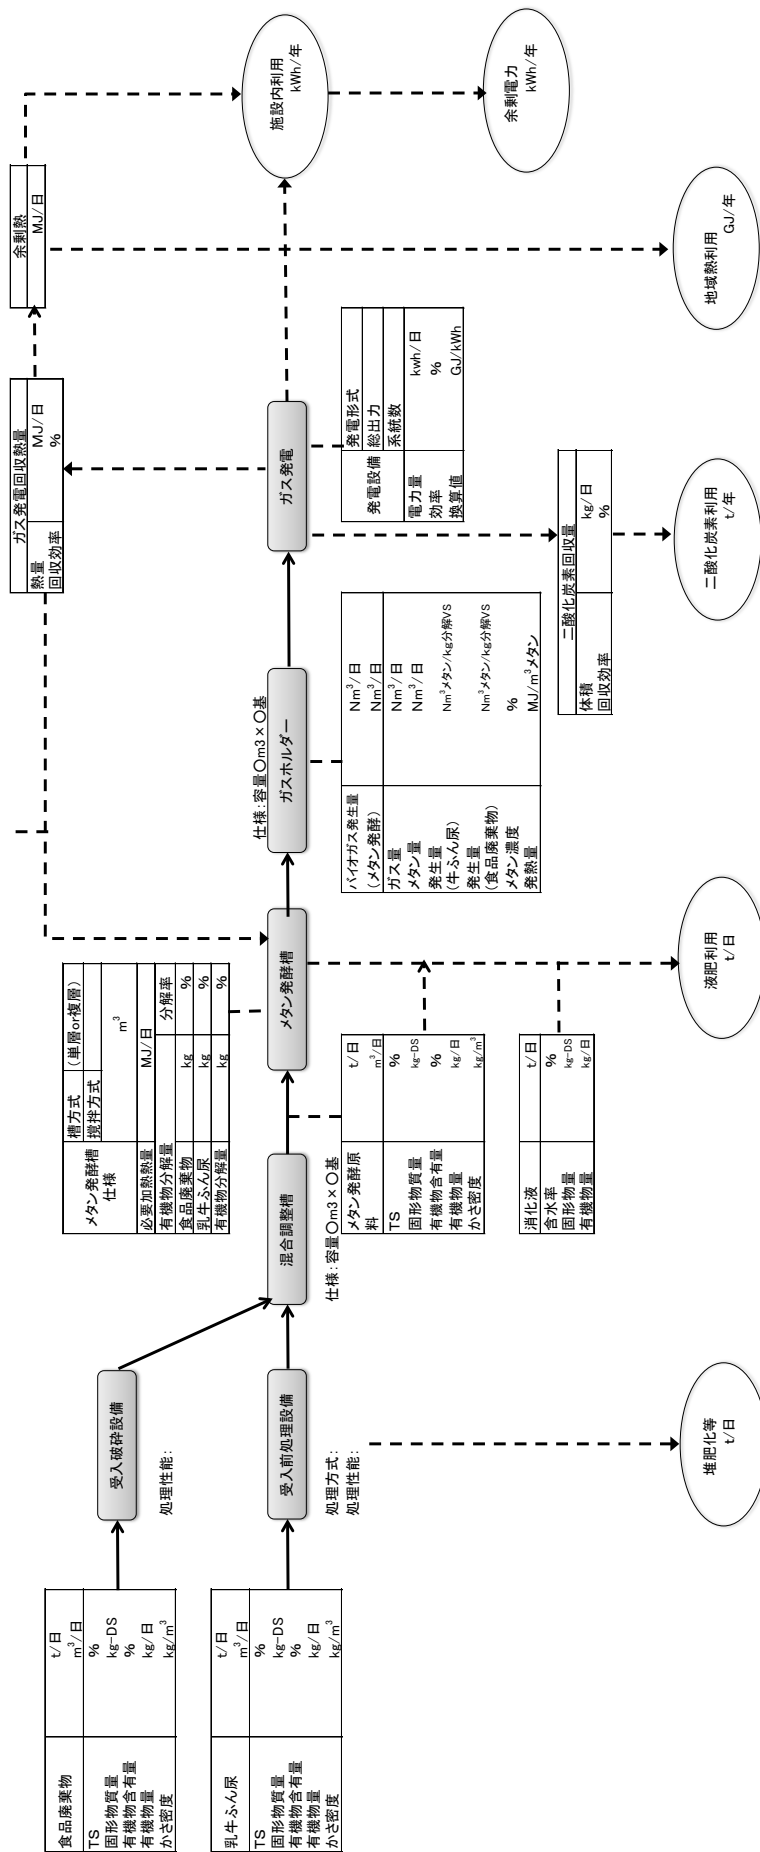 食品廃棄物 t/日
m³/日
TS %
固形物質量 kg-DS
有機物含有量 %
有機物量 kg/日
かさ密度 kg/m³
乳牛ふん尿 t/日
m³/日
TS %
固形物質量 kg-DS
有機物含有量 %
有機物量 kg/日
かさ密度 kg/m³
受入破砕設備
処理性能：
受入前処理設備
処理方式：
処理性能：
堆肥化等
t/日
混合調整槽
仕様：容量〇m3×〇基
メタン発酵槽
仕様
槽方式 (単層or複層)
撹拌方式
m³
必要加熱熱量 MJ/日
有機物分解量 分解率
食品廃棄物 kg %
乳牛ふん尿 kg %
有機物分解量 kg %
メタン発酵原
料
t/日
m³/日
TS %
固形物質量 kg-DS
有機物含有量 %
有機物量 kg/日
かさ密度 kg/m³
消化液 t/日
含水率 %
固形物量 kg-DS
有機物量 kg/日
メタン発酵槽
液肥利用
t/日
仕様：容量〇m3×〇基
ガスホルダー
バイオガス発生量 Nm³/日
(メタン発酵) Nm³/日
ガス量 Nm³/日
メタン量 Nm³/日
発生量 Nm³メタン/kg分解VS
(牛ふん尿)
発生量 Nm³メタン/kg分解VS
(食品廃棄物)
メタン濃度 %
発熱量 MJ/m³メタン
ガス発電回収熱量
熱量 MJ/日
回収効率 %
ガス発電
発電設備
発電形式
総出力
系統数
電力量 kwh/日
効率 %
換算値 GJ/kWh
二酸化炭素回収量
体積 kg/日
回収効率 %
二酸化炭素利用
t/年
余剰熱
MJ/日
地域熱利用
GJ/年
施設内利用
kWh/年
余剰電力
kWh/年